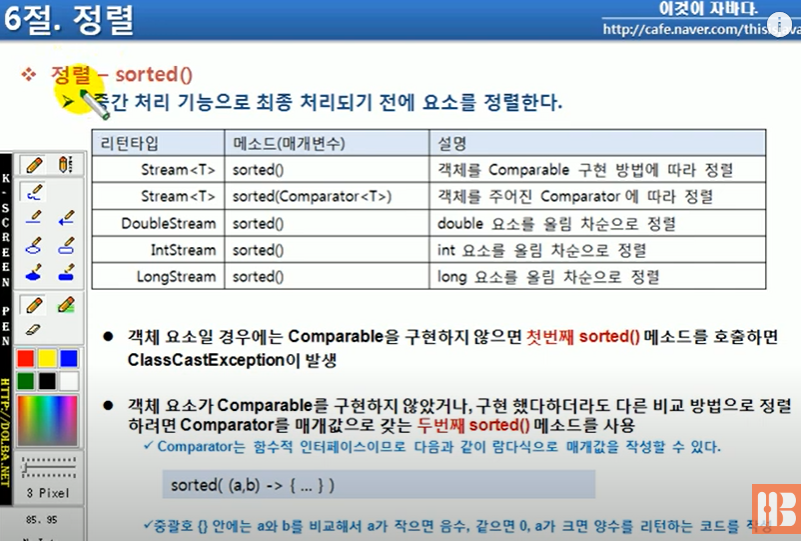 6절. 정렬
이것이 자바다.
http://cafe.naver.com/thisjava
정렬 – sorted()
중간 처리 기능으로 최종 처리되기 전에 요소를 정렬한다.
리턴타입 메소드(매개변수) 설명
Stream<T> sorted() 객체를 Comparable 구현 방법에 따라 정렬
Stream<T> sorted(Comparator<T>) 객체를 주어진 Comparator 에 따라 정렬
DoubleStream sorted() double 요소를 올림 차순으로 정렬
IntStream sorted() int 요소를 올림 차순으로 정렬
LongStream sorted() long 요소를 올림 차순으로 정렬
객체 요소일 경우에는 Comparable을 구현하지 않으면 첫번째 sorted() 메소드를 호출하면
ClassCastException이 발생
객체 요소가 Comparable를 구현하지 않았거나, 구현 했다하더라도 다른 비교 방법으로 정렬
하려면 Comparator를 매개값으로 갖는 두번째 sorted() 메소드를 사용
Comparator는 함수적 인터페이스이므로 다음과 같이 람다식으로 매개값을 작성할 수 있다.
sorted( (a,b) -> { ... } )
중괄호 {} 안에는 a와 b를 비교해서 a가 작으면 음수, 같으면 0, a가 크면 양수를 리턴하는 코드를 작성
K-SCREEN PEN
HTTP://DOLBA.NET
3 Pixel
85. 95